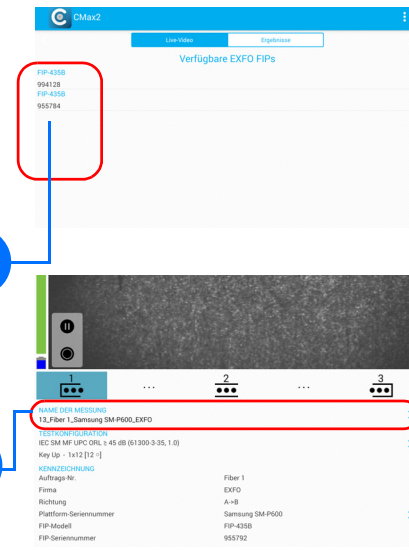 CMax2
Live-Video Ergebnisse
Verfügbare EXFO FIPs
FIP-435B
994128
FIP-435B
955784
1 ... 2 ... 3
NAME DER MESSUNG
13_Fiber 1_Samsung SM-P600_EXFO
TESTKONFIGURATION
IEC SM MF UPC ORL ≥ 45 dB (61300-3-35, 1.0)
Key Up - 1x12 [12 =]
KENNZEICHNUNG
Auftrags-Nr. Fiber 1
Firma EXFO
Richtung A->B
Plattform-Seriennummer Samsung SM-P600
FIP-Modell FIP-435B
FIP-Seriennummer 955792